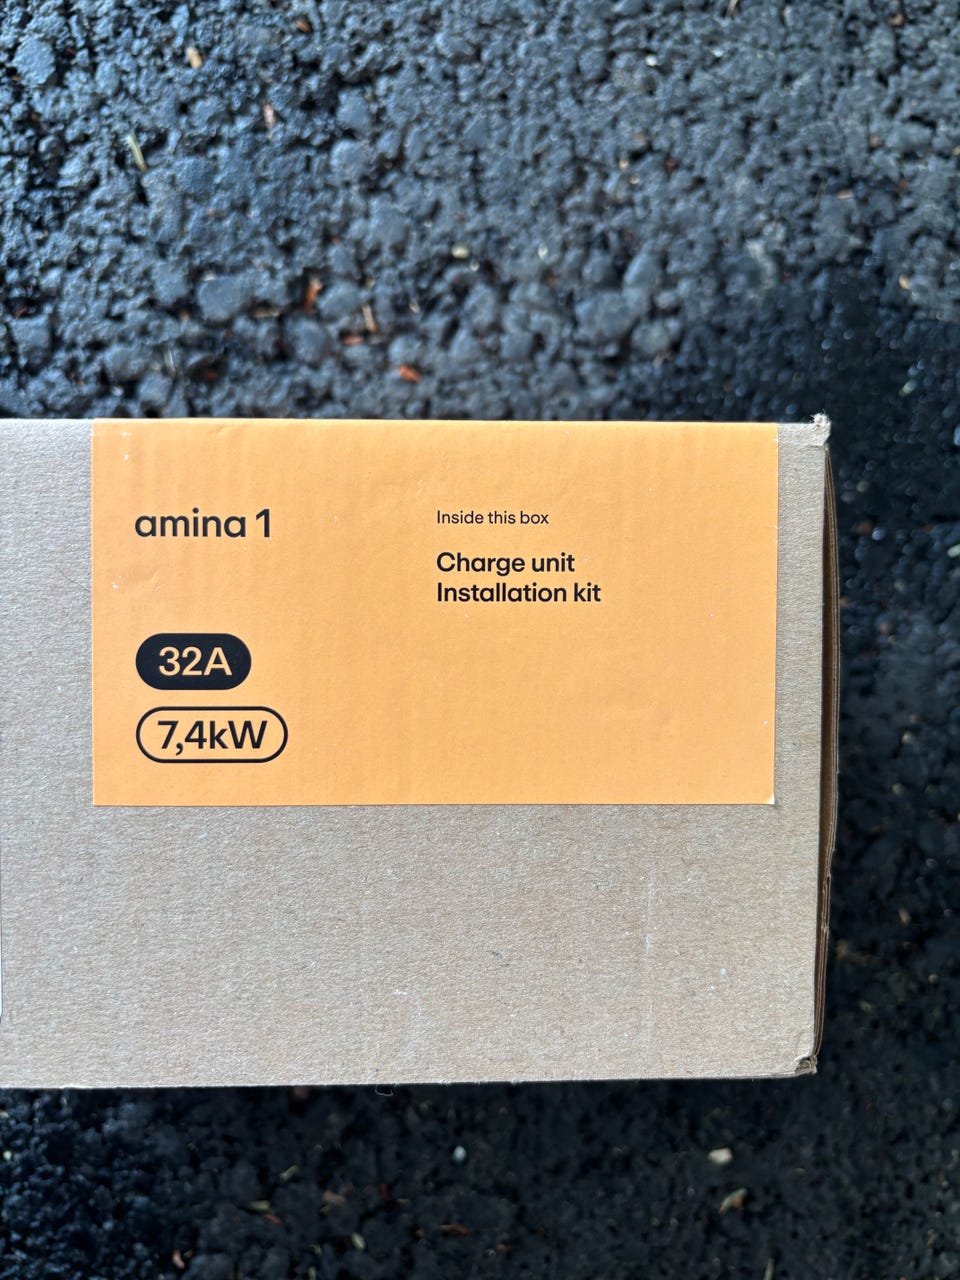 amina 1
32A
7,4kW
Inside this box
Charge unit
Installation kit